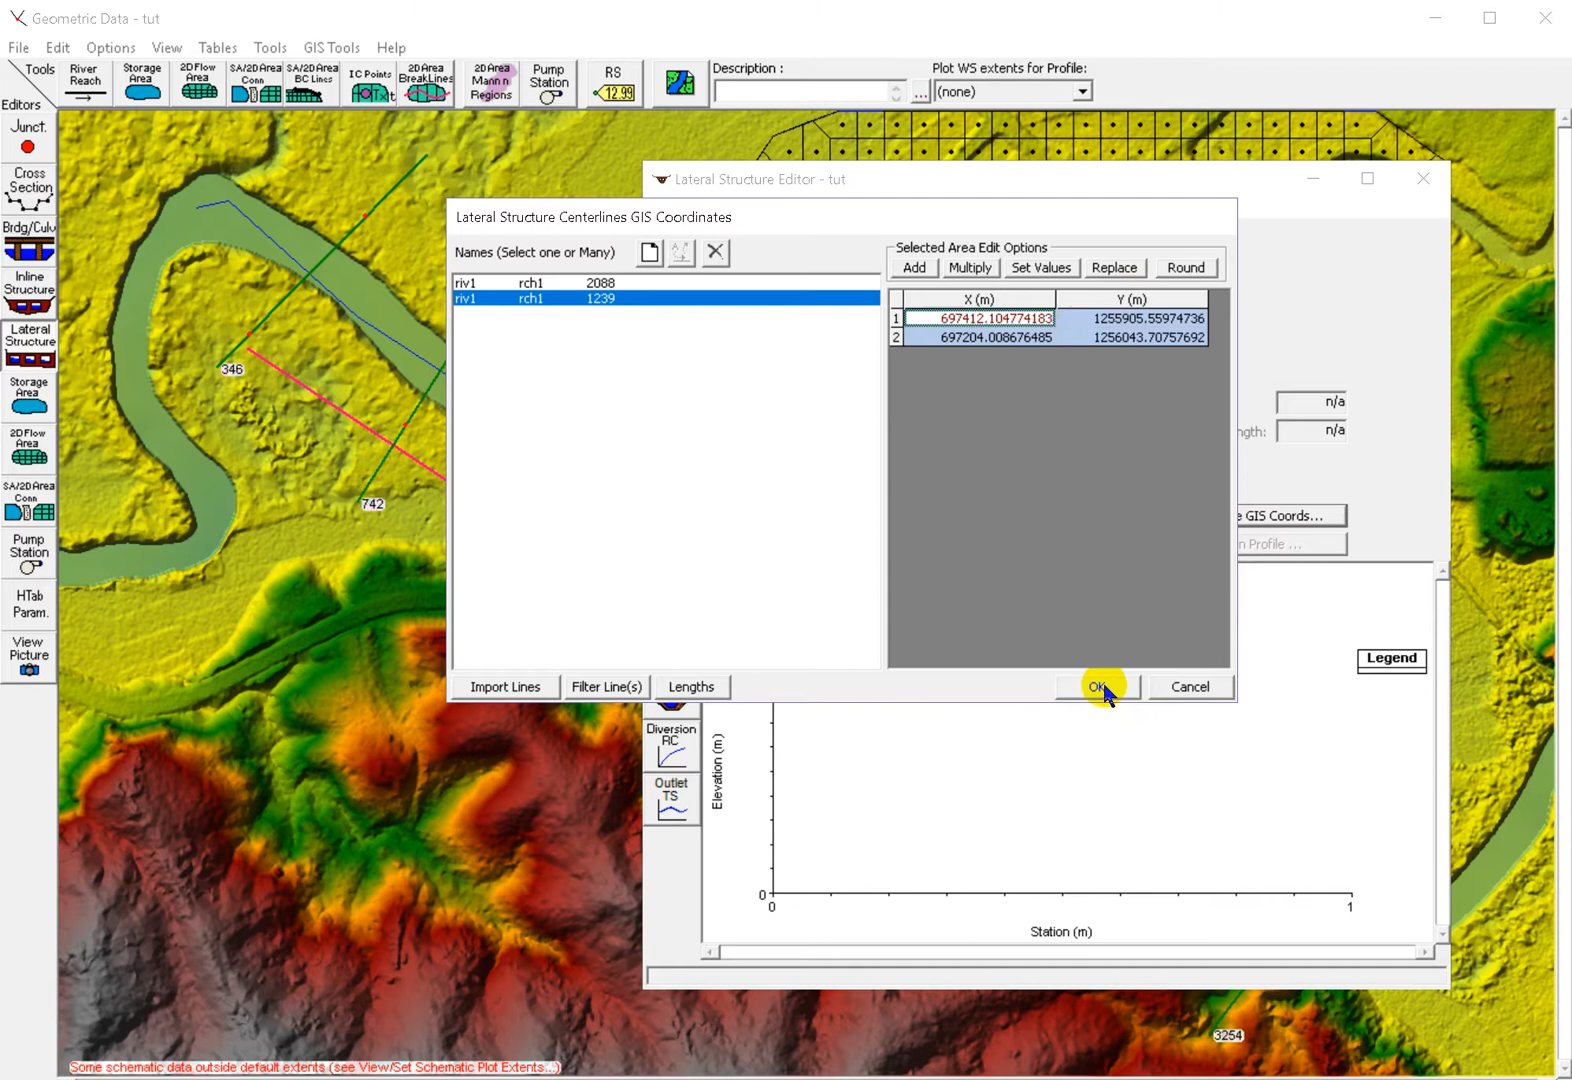 Geometric Data - tut
File Edit Options View Tables Tools GIS Tools Help
Tools
Editors
River Reach
Storage Area
2D Flow Area
SA/2D Area Conn
SA/2D Area BC Lines
IC Points
2D Area BreakLines
2D Area Mann n Regions
Pump Station
RS
12.99
Description :
...
Plot WS extents for Profile:
(none)
Junct.
Cross Section
Brdg/Culv
Inline Structure
Lateral Structure
Storage Area
2D Flow Area
SA/2D Area Conn
Pump Station
HTab Param.
View Picture
346
742
3254
Some schematic data outside default extents (see View/Set Schematic Plot Extents...)
Lateral Structure Editor - tut
n/a
ngth: n/a
e GIS Coords...
n Profile ...
Legend
Diversion RC
Outlet TS
Elevation (m)
0
0 1
Station (m)
Lateral Structure Centerlines GIS Coordinates
Names (Select one or Many)
riv1 rch1 2088
riv1 rch1 1239
Selected Area Edit Options
Add Multiply Set Values Replace Round
X (m) Y (m)
1 697412.104774183 1255905.55974736
2 697204.008676485 1256043.70757692
Import Lines Filter Line(s) Lengths OK Cancel